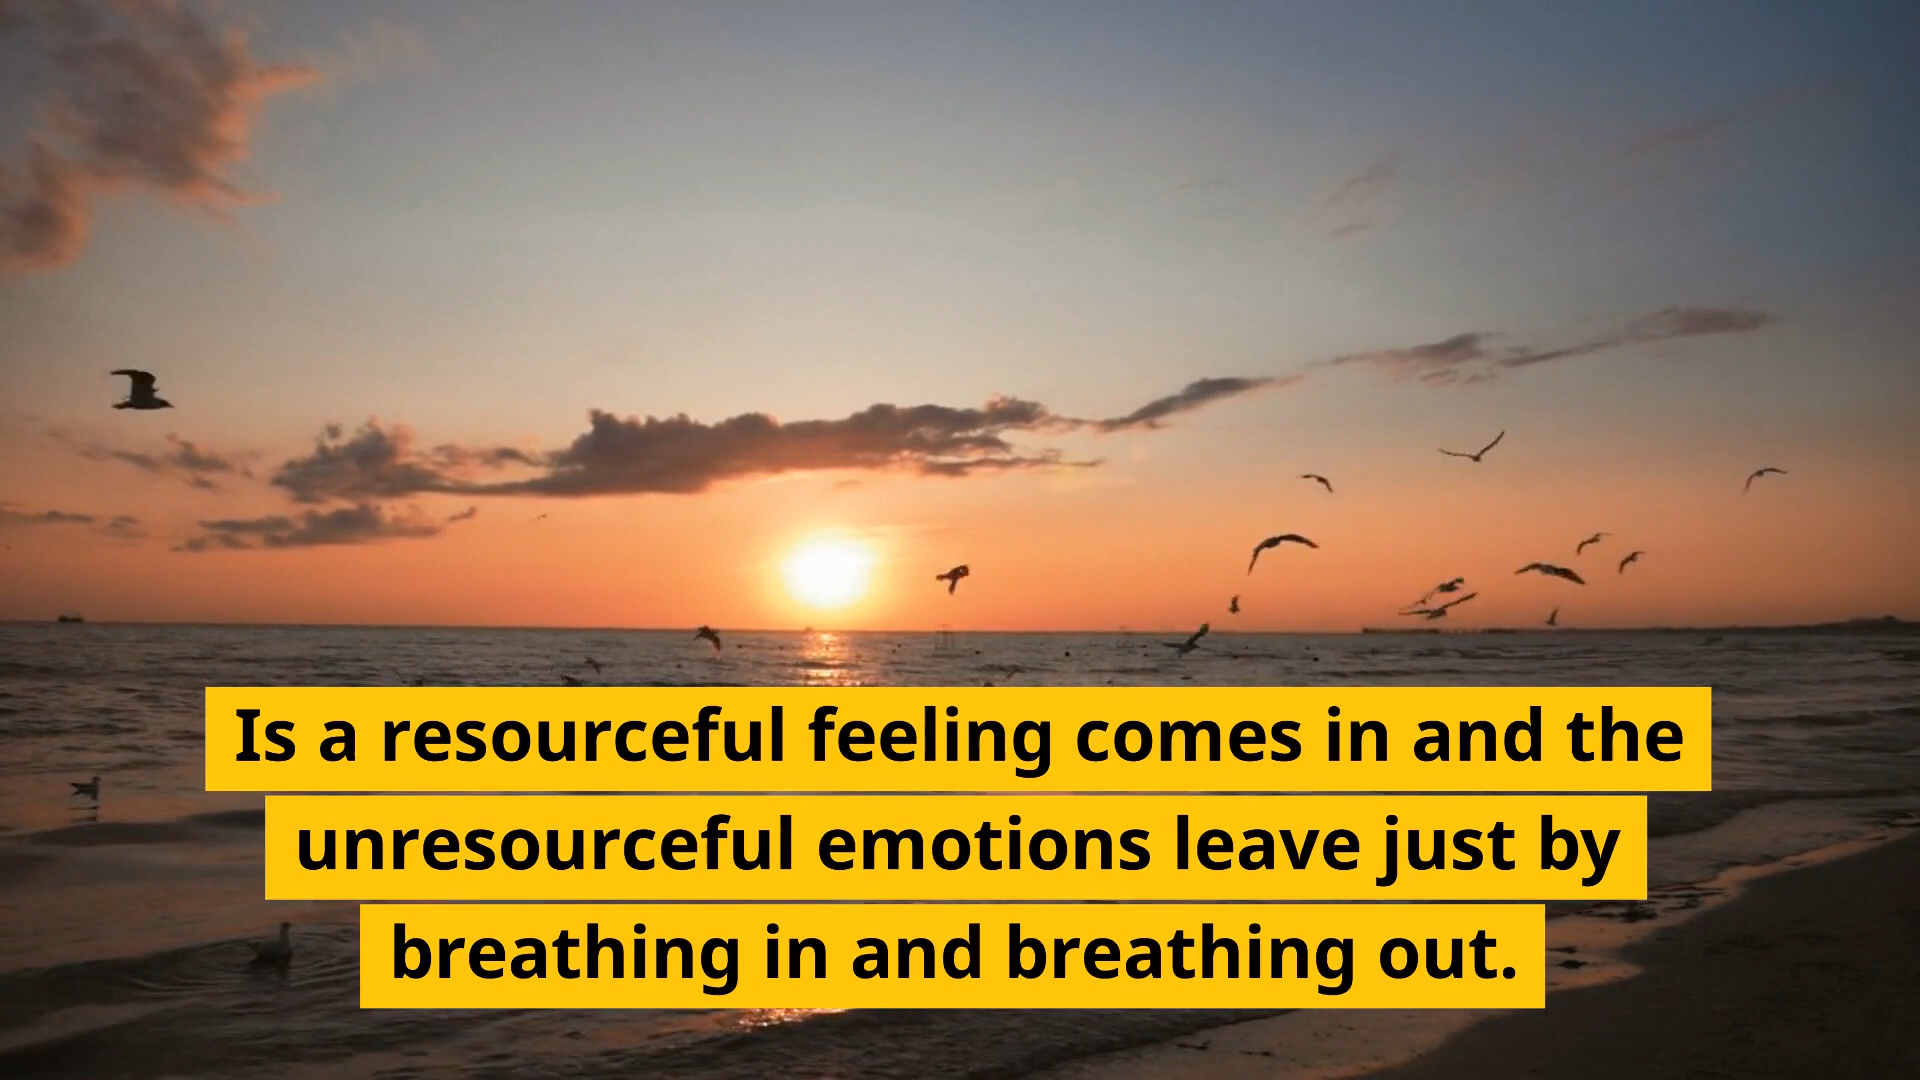 Is a resourceful feeling comes in and the
unresourceful emotions leave just by
breathing in and breathing out.